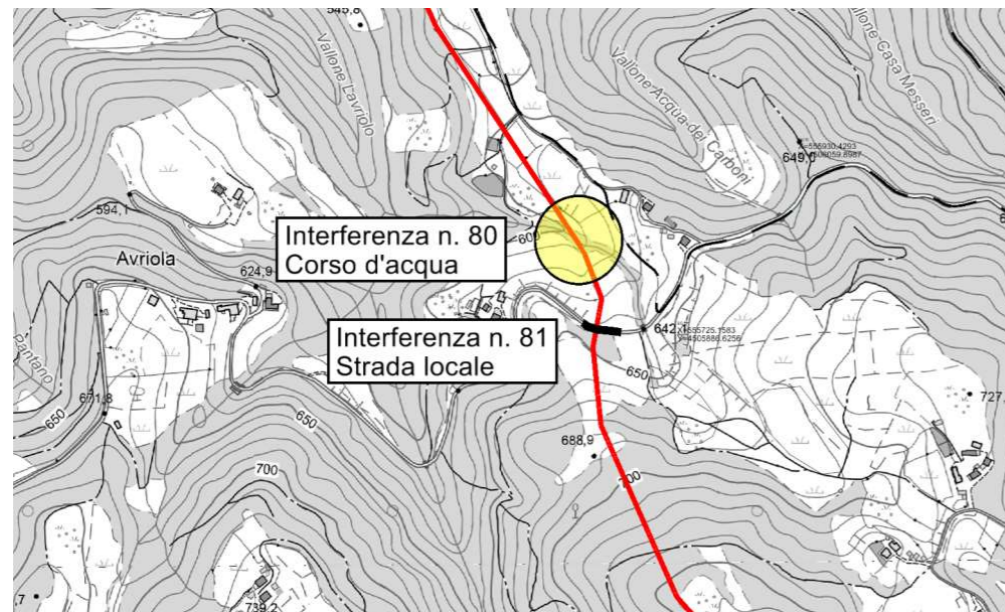 545,8
Vallone Lavriolo
Vallone Acqua dei Carboni
Vallone Casa Messeri
649,0
594,1
Interferenza n. 80
Corso d'acqua
600
Avriola
624,9
Interferenza n. 81
Strada locale
642,1
650
Pantano
671,8
650
650
727,
688,9
700
700
739,2
,7